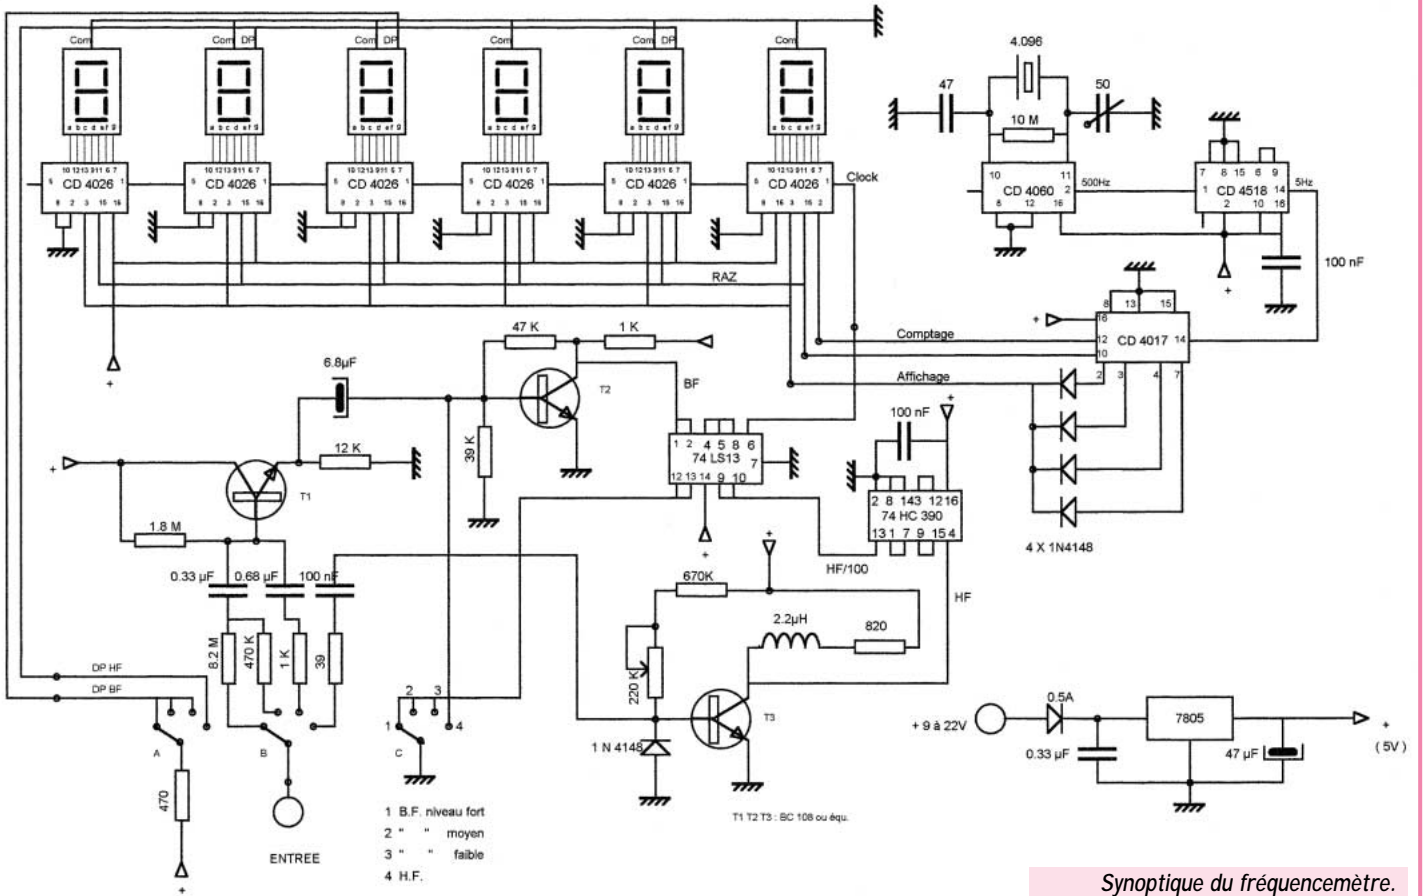 Com Com DP Com DP Com Com DP Com
a b c d e f g a b c d e f g a b c d e f g a b c d e f g a b c d e f g a b c d e f g
10 12 13 9 11 6 7 10 12 13 9 11 6 7 10 12 13 9 11 6 7 10 12 13 9 11 6 7 10 12 13 9 11 6 7 10 12 13 9 11 6 7
5 CD 4026 1 5 CD 4026 1 5 CD 4026 1 5 CD 4026 1 5 CD 4026 1 5 CD 4026 1 Clock
8 2 3 15 16 8 2 3 15 16 8 2 3 15 16 8 2 3 15 16 8 2 3 15 16 8 16 3 15 2
4.096
47 50
10 M
10 11 7 8 15 6 9
CD 4060 2 500Hz 1 CD 4518 14 5Hz
8 12 16 2 10 16
RAZ
+ 100 nF
+
8 13 15
+ 16
Comptage 12 CD 4017 14
10
Affichage 2 3 4 7
4 X 1N4148
47 K 1 K
6.8µF
T2
BF
39 K
12 K
+
T1
1.8 M
1 2 4 5 8 6
74 LS13 7
12 13 14 9 10
+
+
100 nF
2 8 14 3 12 16
74 HC 390
13 1 7 9 15 4
HF/100
HF
0.33 µF 0.68 µF 100 nF
8.2 M 470 K 1 K 39
+
670K
2.2µH 820
220 K
T3
1 N 4148
DP HF
DP BF
A B C
1 2 3 4
470
+
ENTREE
1 B.F. niveau fort
2 " " moyen
3 " " faible
4 H.F.
T1 T2 T3 : BC 108 ou équ.
+ 9 à 22V 0.5A 7805 +
( 5V )
0.33 µF 47 µF
Synoptique du fréquencemètre.